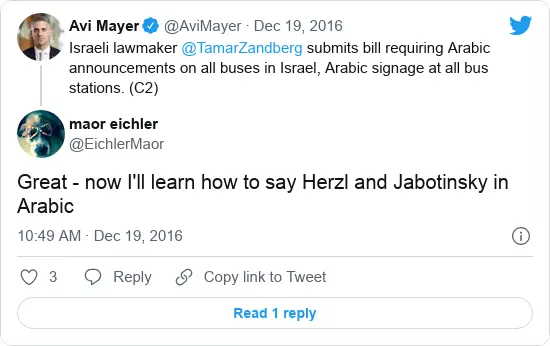 Avi Mayer @AviMayer · Dec 19, 2016
Israeli lawmaker @TamarZandberg submits bill requiring Arabic
announcements on all buses in Israel, Arabic signage at all bus
stations. (C2)
maor eichler
@EichlerMaor
Great - now I'll learn how to say Herzl and Jabotinsky in
Arabic
10:49 AM · Dec 19, 2016
3 Reply Copy link to Tweet
Read 1 reply